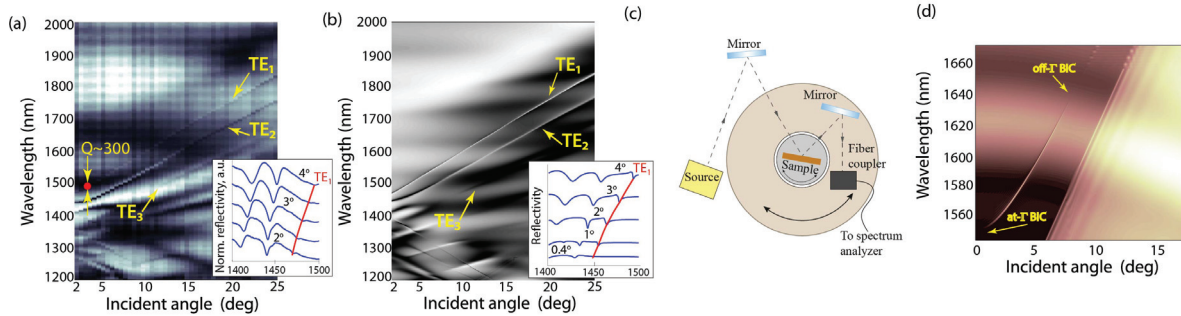 (a)
Wavelength (nm)
2000
1900
1800
1700
1600
1500
1400
1300
1200
TE1
TE2
Q~300
TE3
2 5 10 15 20 25
Incident angle (deg)
Norm. reflectivity, a.u.
4°
3°
2°
TE1
1400 1500
(b)
Wavelength (nm)
2000
1900
1800
1700
1600
1500
1400
1300
1200
TE1
TE2
TE3
2 5 10 15 20 25
Incident angle (deg)
Reflectivity
TE1
4°
3°
2°
1°
0.4°
1400 1450 1500
(c)
Mirror
Mirror
Sample
Fiber
coupler
Source
To spectrum
analyzer
(d)
Wavelength (nm)
1660
1640
1620
1600
1580
1560
off-Γ BIC
at-Γ BIC
0 5 10 15
Incident angle (deg)